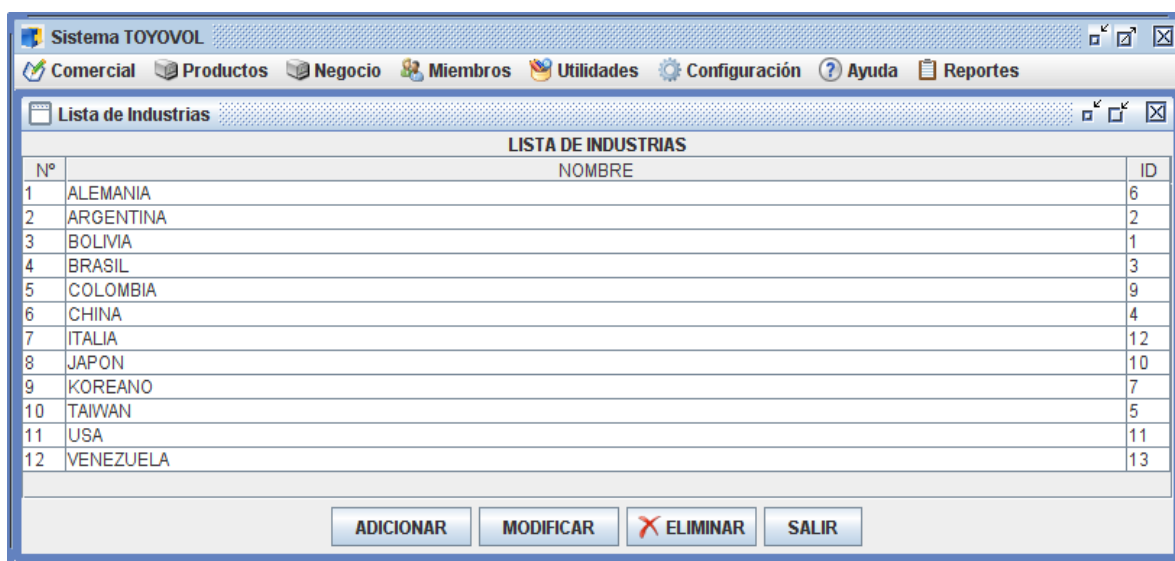 Sistema TOYOVOL
Comercial Productos Negocio Miembros Utilidades Configuración Ayuda Reportes
Lista de Industrias
LISTA DE INDUSTRIAS
Nº NOMBRE ID
1 ALEMANIA 6
2 ARGENTINA 2
3 BOLIVIA 1
4 BRASIL 3
5 COLOMBIA 9
6 CHINA 4
7 ITALIA 12
8 JAPON 10
9 KOREANO 7
10 TAIWAN 5
11 USA 11
12 VENEZUELA 13
ADICIONAR MODIFICAR ELIMINAR SALIR